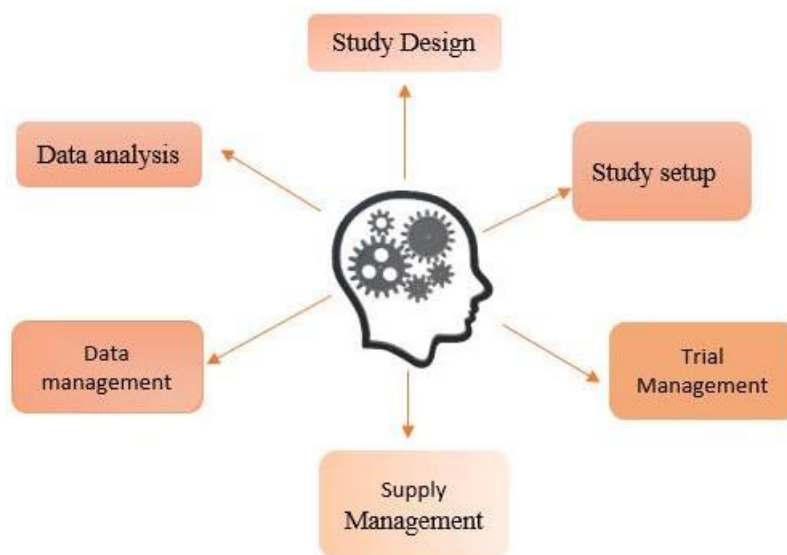 Study Design
Data analysis
Study setup
Data
management
Trial
Management
Supply
Management